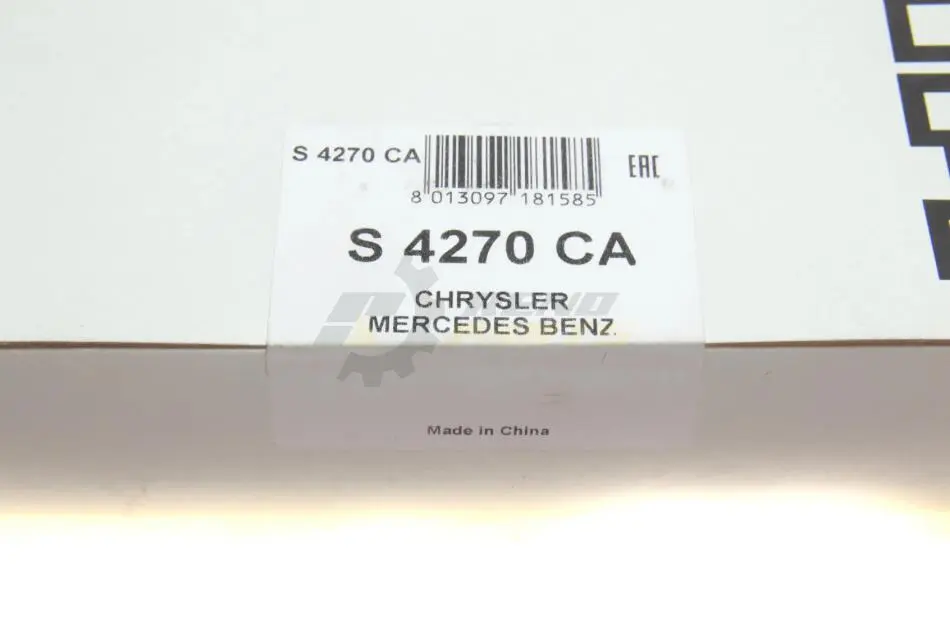 S 4270 CA
EAC
8 013097 181585
S 4270 CA
CHRYSLER
MERCEDES BENZ.
Made in China